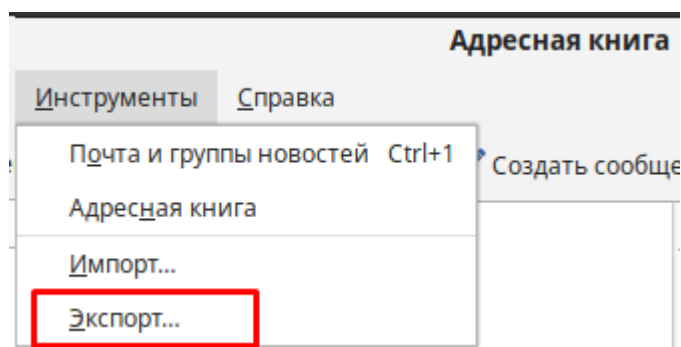 Адресная книга
Инструменты Справка
Почта и группы новостей Ctrl+1
Создать сообще
Адресная книга
Импорт...
Экспорт...